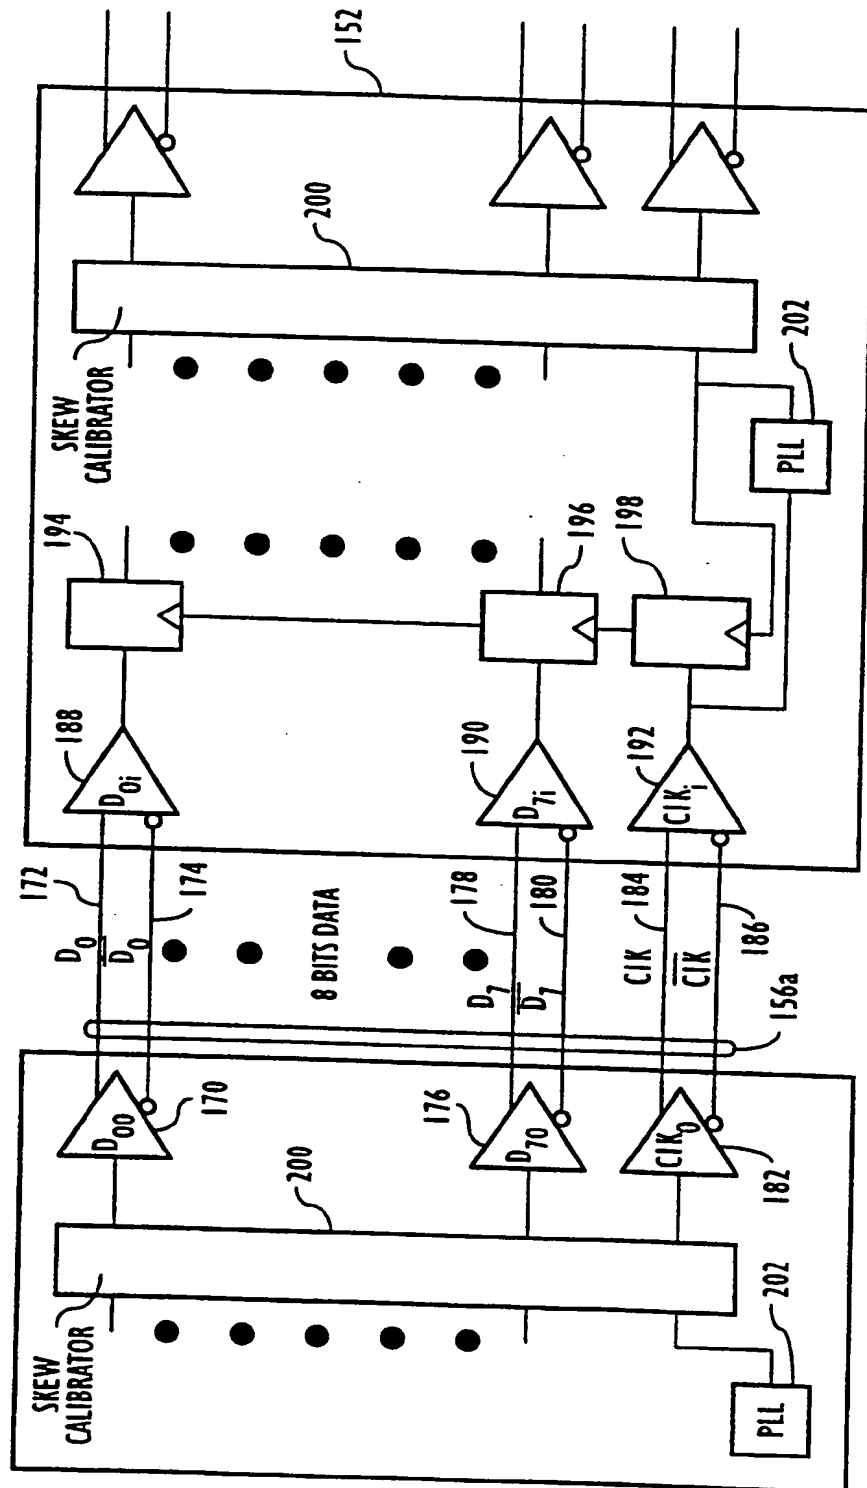 SKEW
CALIBRATOR
200
D00
170
172
D0
D̅0
174
188
D0i
194
SKEW
CALIBRATOR
200
152
8 BITS DATA
176
D70
178
D7
D̅7
180
190
D7i
196
ClK0
182
ClK
184
C̅l̅K̅
186
156a
192
ClK.i
198
PLL
202
PLL
202